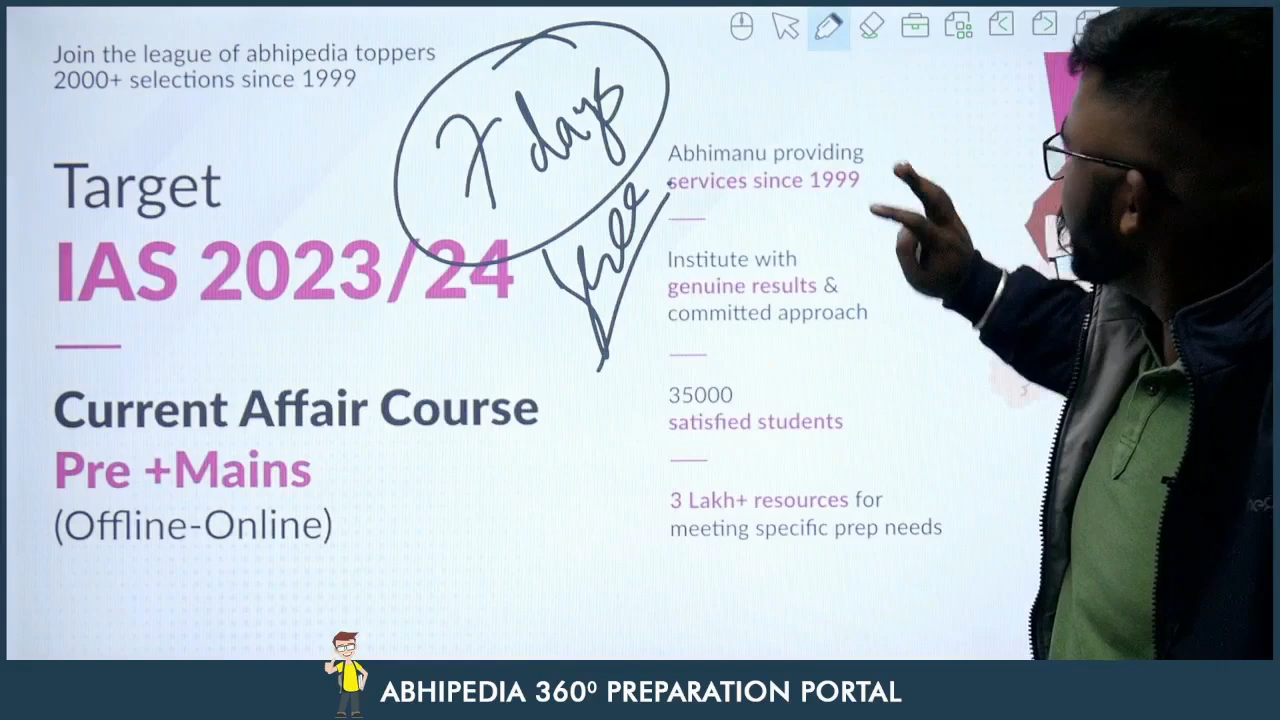 Join the league of abhipedia toppers
2000+ selections since 1999
Target
IAS 2023/24
Current Affair Course
Pre +Mains
(Offline-Online)
7 days
free
Abhimanu providing
services since 1999
Institute with
genuine results &
committed approach
35000
satisfied students
3 Lakh+ resources for
meeting specific prep needs
ABHIPEDIA 360⁰ PREPARATION PORTAL